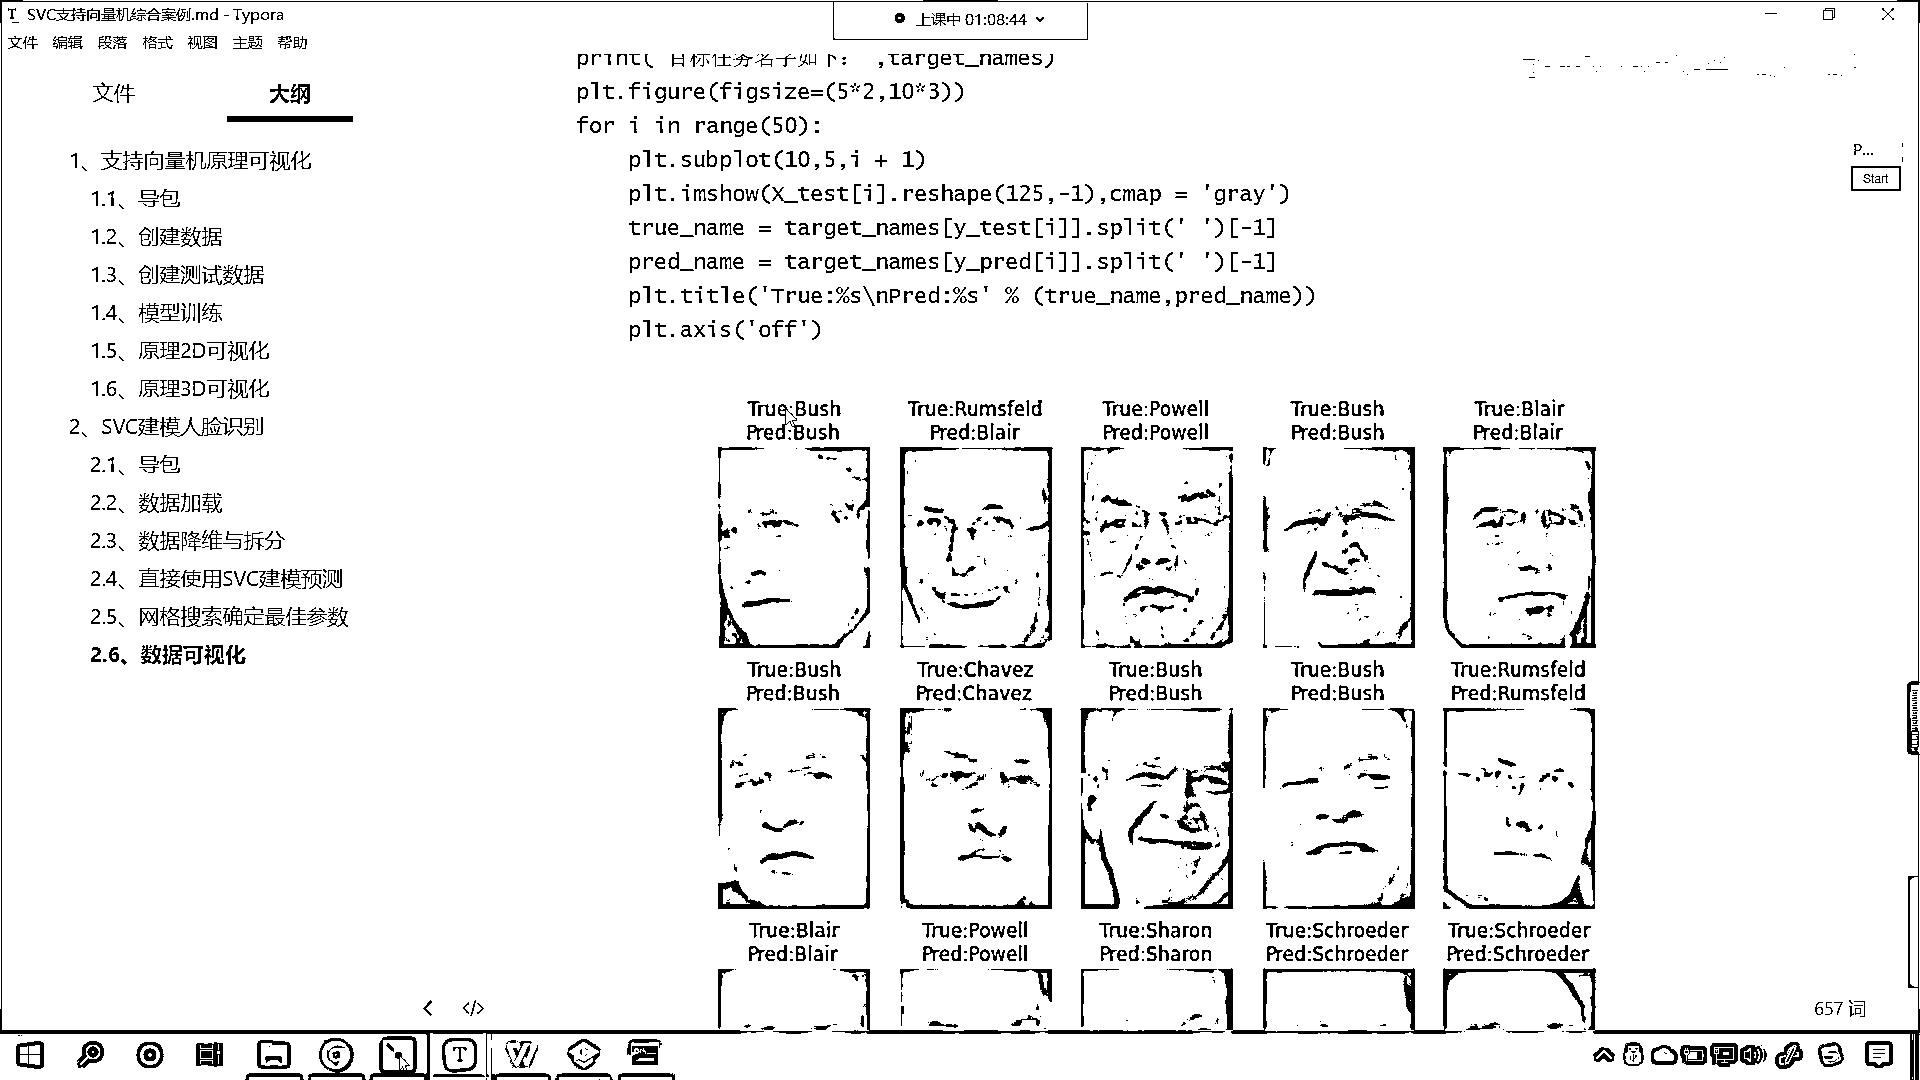 SVC支持向量机综合案例.md - Typora
上课中 01:08:44
文件 编辑 段落 格式 视图 主题 帮助
文件 大纲
1、支持向量机原理可视化
1.1、导包
1.2、创建数据
1.3、创建测试数据
1.4、模型训练
1.5、原理2D可视化
1.6、原理3D可视化
2、SVC建模人脸识别
2.1、导包
2.2、数据加载
2.3、数据降维与拆分
2.4、直接使用SVC建模预测
2.5、网格搜索确定最佳参数
2.6、数据可视化
print( 目标任务名字如下： ,target_names)
plt.figure(figsize=(5*2,10*3))
for i in range(50):
plt.subplot(10,5,i + 1)
plt.imshow(X_test[i].reshape(125,-1),cmap = 'gray')
true_name = target_names[y_test[i]].split(' ')[-1]
pred_name = target_names[y_pred[i]].split(' ')[-1]
plt.title('True:%s\nPred:%s' % (true_name,pred_name))
plt.axis('off')
P...
Start
True:Bush True:Rumsfeld True:Powell True:Bush True:Blair
Pred:Bush Pred:Blair Pred:Powell Pred:Bush Pred:Blair
True:Bush True:Chavez True:Bush True:Bush True:Rumsfeld
Pred:Bush Pred:Chavez Pred:Bush Pred:Bush Pred:Rumsfeld
True:Blair True:Powell True:Sharon True:Schroeder True:Schroeder
Pred:Blair Pred:Powell Pred:Sharon Pred:Schroeder Pred:Schroeder
657 词